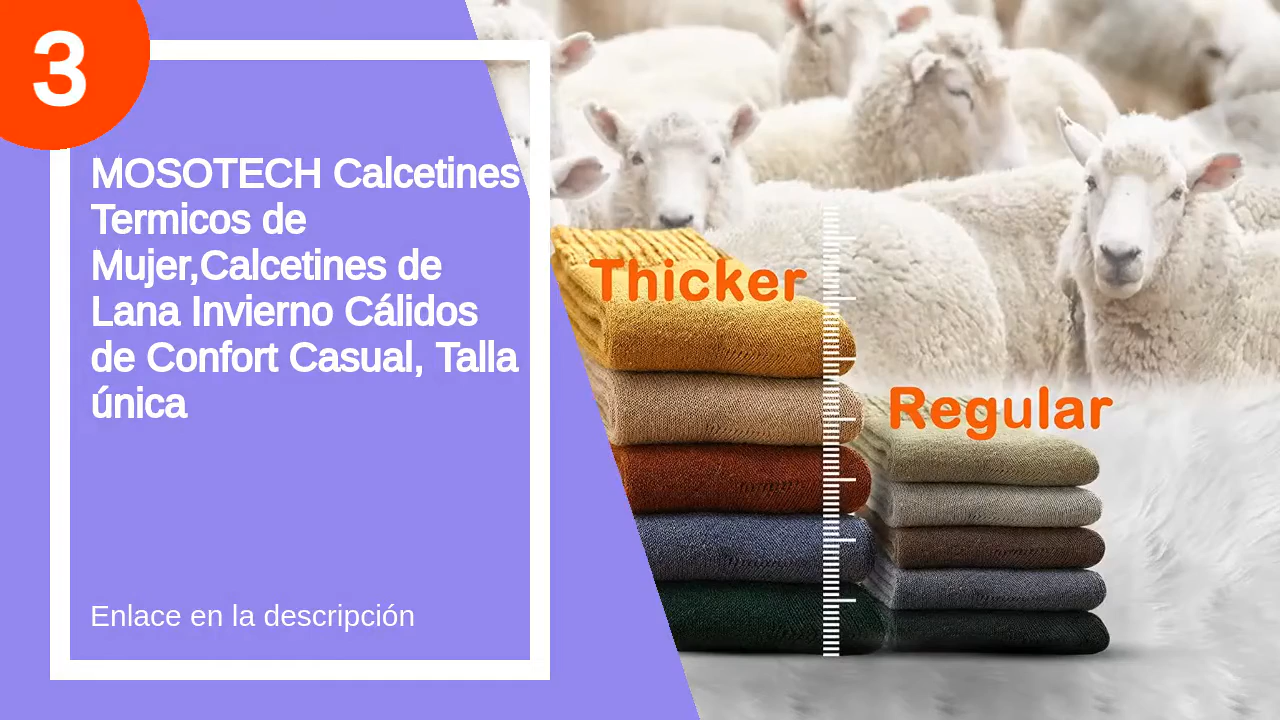 3
MOSOTECH Calcetines
Termicos de
Mujer,Calcetines de
Lana Invierno Cálidos
de Confort Casual, Talla
única
Enlace en la descripción
Thicker
Regular